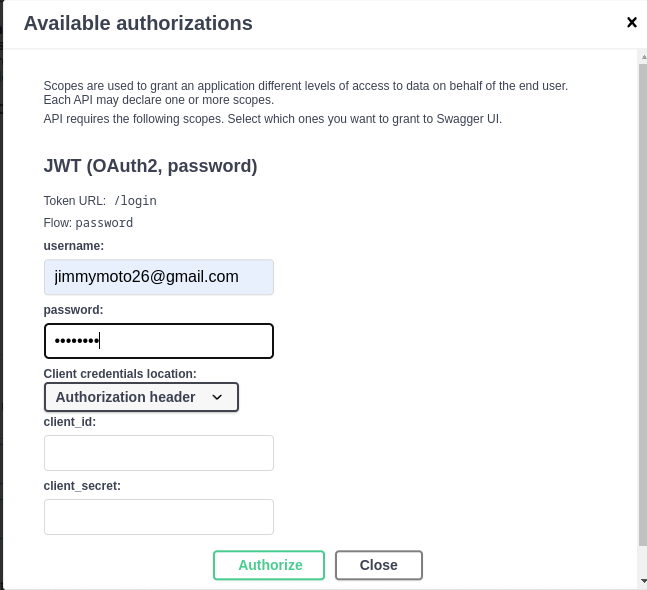 Available authorizations
Scopes are used to grant an application different levels of access to data on behalf of the end user.
Each API may declare one or more scopes.
API requires the following scopes. Select which ones you want to grant to Swagger UI.
JWT (OAuth2, password)
Token URL: /login
Flow: password
username:
jimmymoto26@gmail.com
password:
••••••••
Client credentials location:
Authorization header
client_id:
client_secret:
Authorize Close